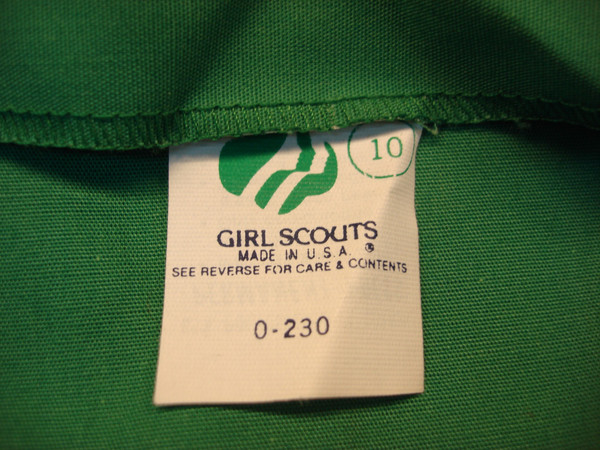 10
GIRL SCOUTS
MADE IN U.S.A. ®
SEE REVERSE FOR CARE & CONTENTS
0-230